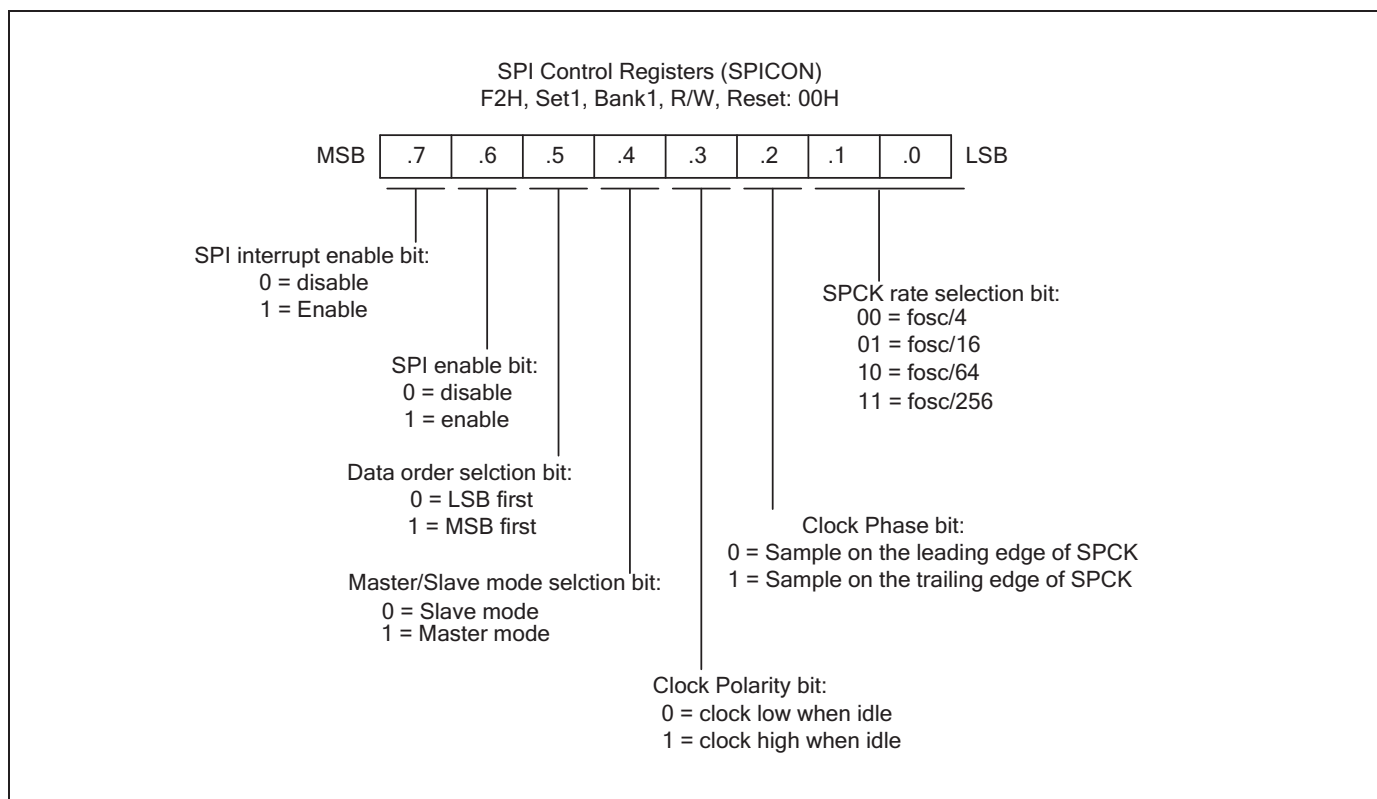 SPI Control Registers (SPICON)
F2H, Set1, Bank1, R/W, Reset: 00H
MSB .7 .6 .5 .4 .3 .2 .1 .0 LSB
SPI interrupt enable bit:
0 = disable
1 = Enable
SPI enable bit:
0 = disable
1 = enable
Data order selction bit:
0 = LSB first
1 = MSB first
Master/Slave mode selction bit:
0 = Slave mode
1 = Master mode
Clock Polarity bit:
0 = clock low when idle
1 = clock high when idle
Clock Phase bit:
0 = Sample on the leading edge of SPCK
1 = Sample on the trailing edge of SPCK
SPCK rate selection bit:
00 = fosc/4
01 = fosc/16
10 = fosc/64
11 = fosc/256